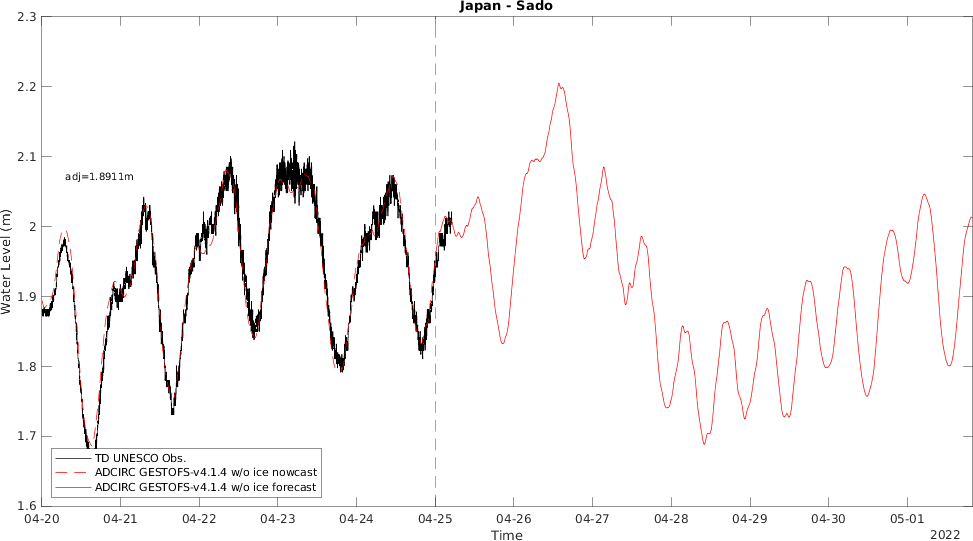 Japan - Sado
2.3
2.2
2.1
2
1.9
1.8
1.7
1.6
Water Level (m)
adj=1.8911m
TD UNESCO Obs.
ADCIRC GESTOFS-v4.1.4 w/o ice nowcast
ADCIRC GESTOFS-v4.1.4 w/o ice forecast
04-20 04-21 04-22 04-23 04-24 04-25 04-26 04-27 04-28 04-29 04-30 05-01
Time
2022